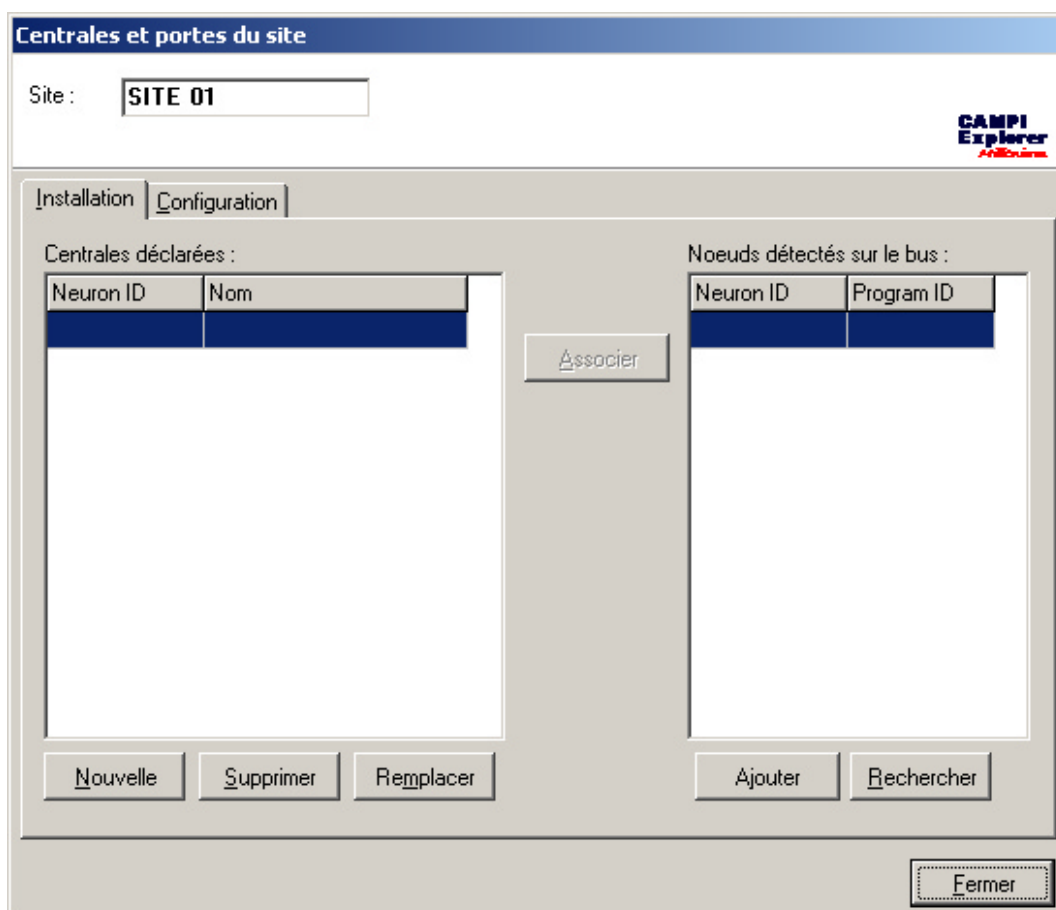 Centrales et portes du site
Site : SITE 01
CAMPI
Explorer
Installation Configuration
Centrales déclarées : Noeuds détectés sur le bus :
Neuron ID Nom Neuron ID Program ID
Associer
Nouvelle Supprimer Remplacer Ajouter Rechercher
Fermer